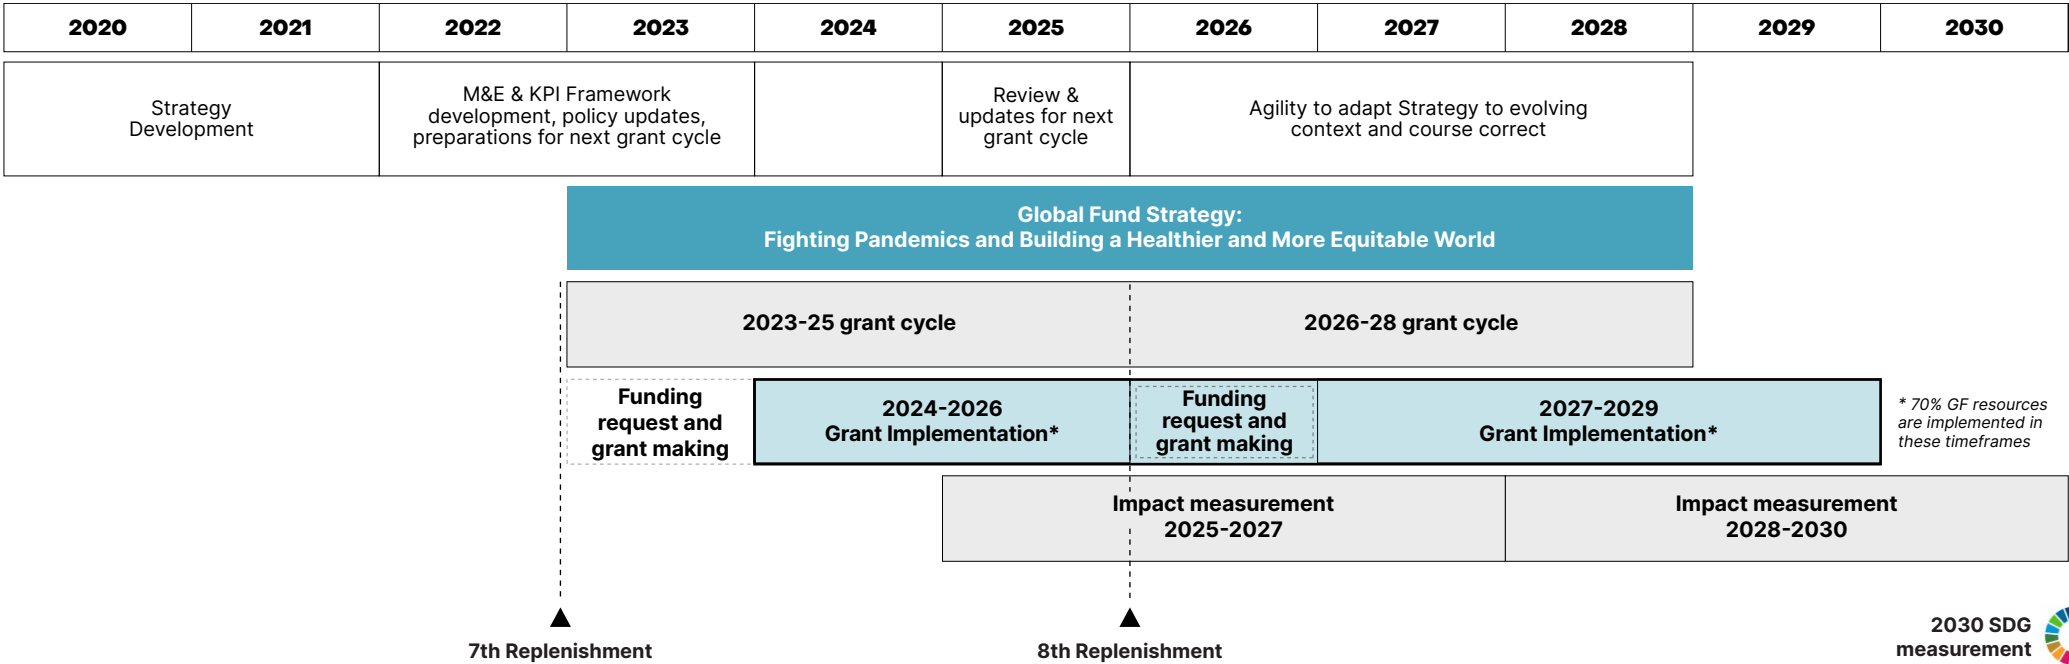 2020 2021 2022 2023 2024 2025 2026 2027 2028 2029 2030
Strategy
Development
M&E & KPI Framework
development, policy updates,
preparations for next grant cycle
Review &
updates for next
grant cycle
Agility to adapt Strategy to evolving
context and course correct
Global Fund Strategy:
Fighting Pandemics and Building a Healthier and More Equitable World
2023-25 grant cycle
2026-28 grant cycle
Funding
request and
grant making
2024-2026
Grant Implementation*
Funding
request and
grant making
2027-2029
Grant Implementation*
* 70% GF resources
are implemented in
these timeframes
Impact measurement
2025-2027
Impact measurement
2028-2030
7th Replenishment
8th Replenishment
2030 SDG
measurement